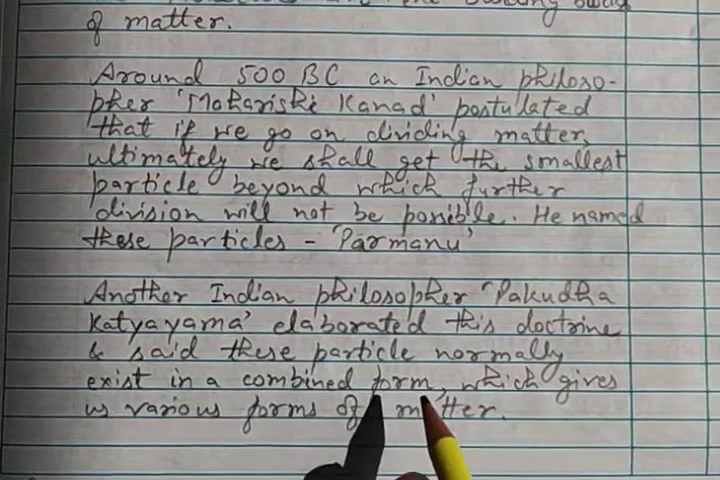 of matter.
Around 500 BC an Indian philoso-
pher 'Maharishi Kanad' postulated
that if we go on dividing matter,
ultimately we shall get the smallest
particle beyond which further
division will not be possible. He named
these particles - 'Parmanu'
Another Indian philosopher 'Pakudha
Katyayama' elaborated this doctrine
& said these particle normally
exist in a combined form, which gives
us various forms of matter.